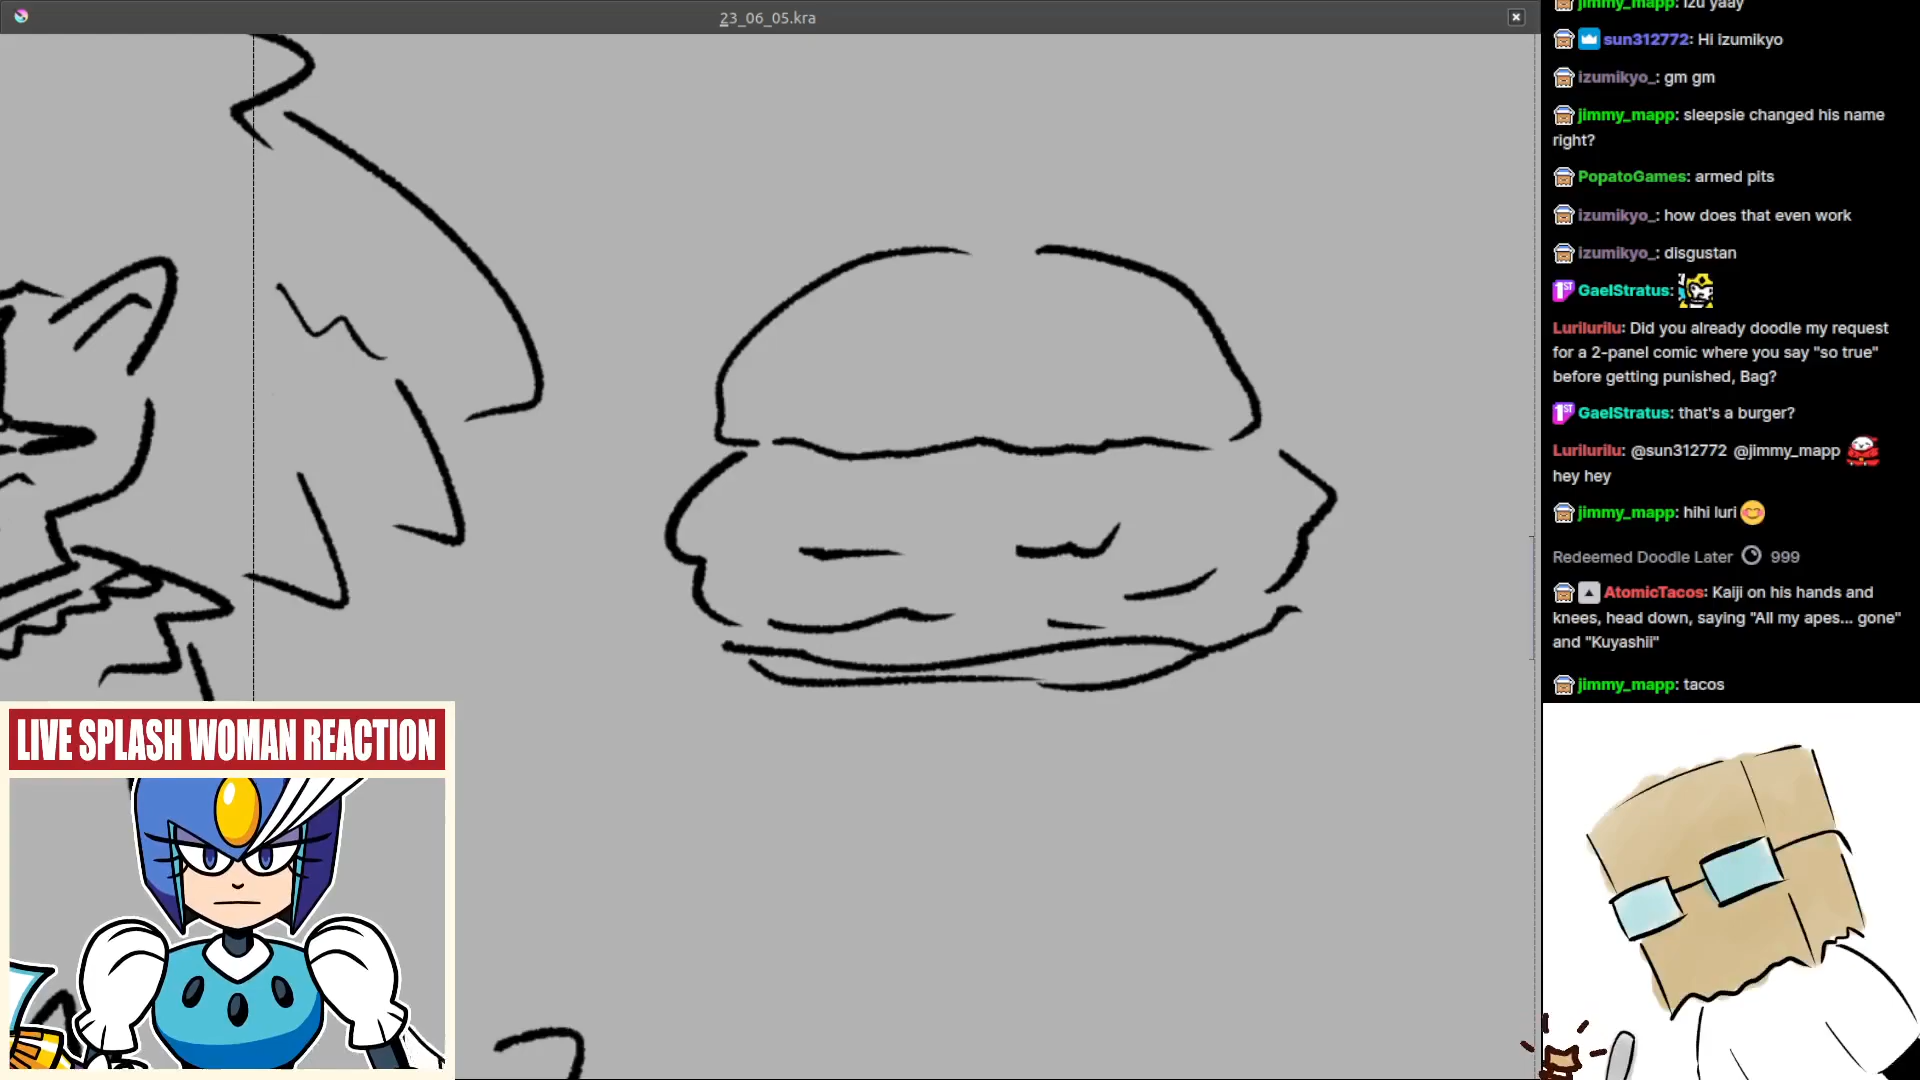 23_06_05.kra
jimmy_mapp: izu yaay
sun312772: Hi izumikyo
izumikyo_: gm gm
jimmy_mapp: sleepsie changed his name
right?
PopatoGames: armed pits
izumikyo_: how does that even work
izumikyo_: disgustan
1ST GaelStratus:
Lurilurilu: Did you already doodle my request
for a 2-panel comic where you say "so true"
before getting punished, Bag?
1ST GaelStratus: that's a burger?
Lurilurilu: @sun312772 @jimmy_mapp
hey hey
jimmy_mapp: hihi luri
Redeemed Doodle Later 999
AtomicTacos: Kaiji on his hands and
knees, head down, saying "All my apes... gone"
and "Kuyashii"
jimmy_mapp: tacos
LIVE SPLASH WOMAN REACTION